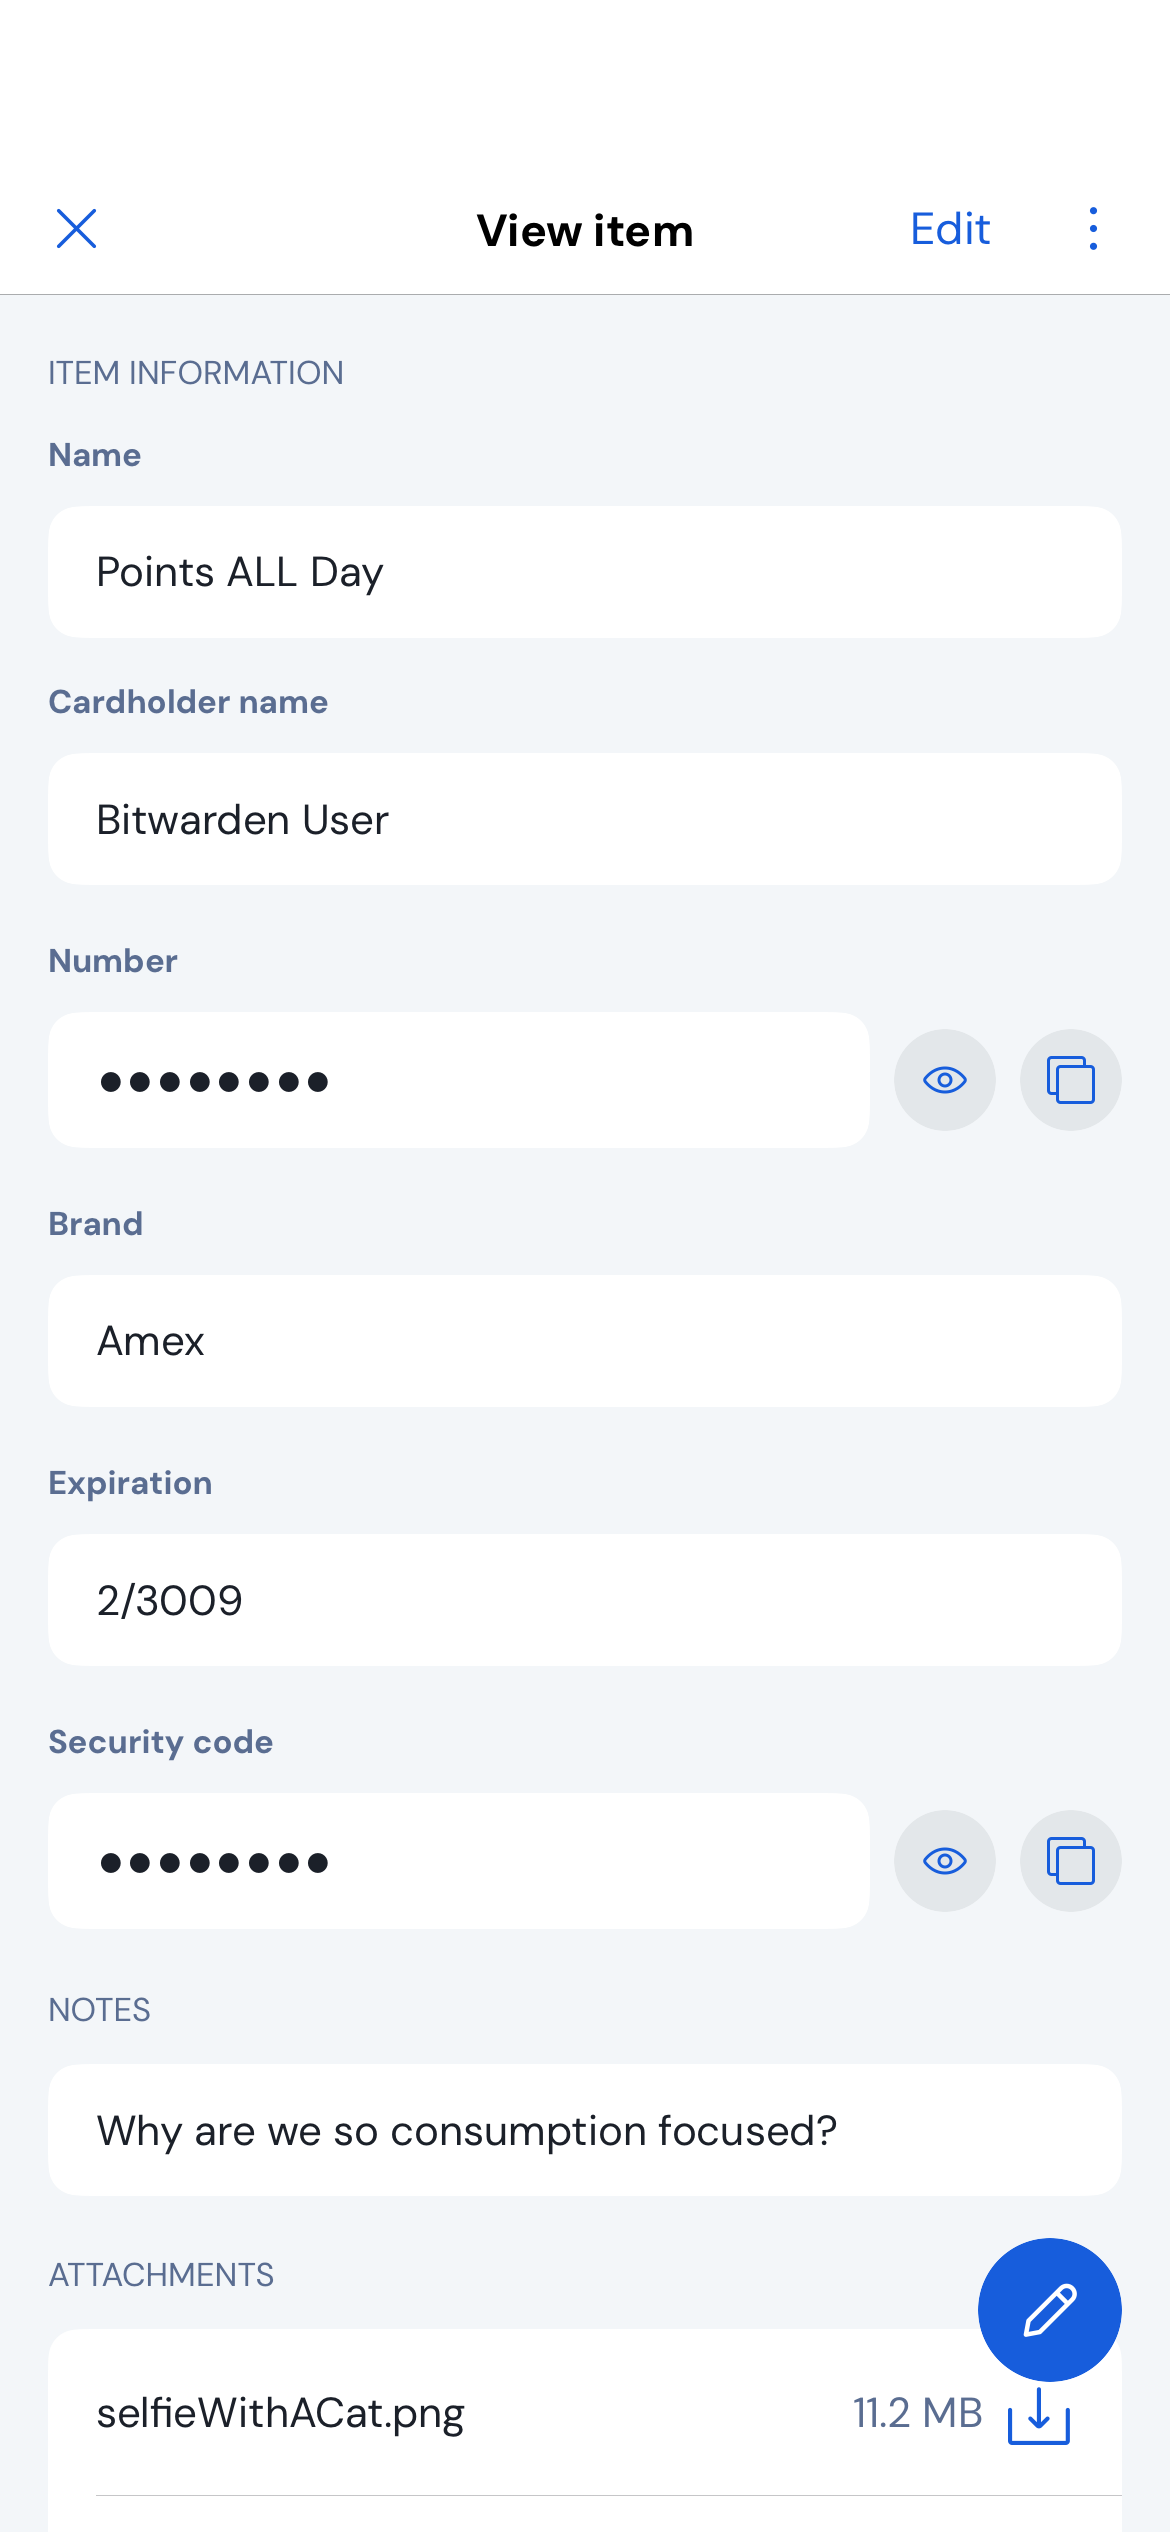 View item
Edit
ITEM INFORMATION
Name
Points ALL Day
Cardholder name
Bitwarden User
Number
••••••••
Brand
Amex
Expiration
2/3009
Security code
••••••••
NOTES
Why are we so consumption focused?
ATTACHMENTS
selfieWithACat.png
11.2 MB